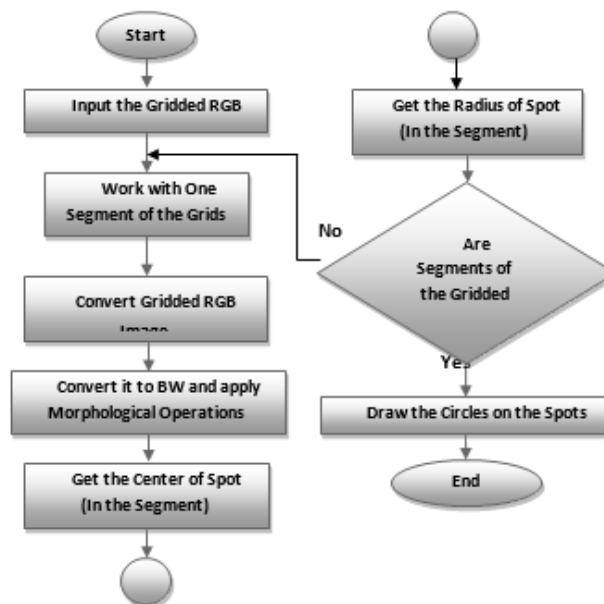 Start
Input the Gridded RGB
Work with One
Segment of the Grids
Convert Gridded RGB
Image
Convert it to BW and apply
Morphological Operations
Get the Center of Spot
(In the Segment)
Get the Radius of Spot
(In the Segment)
No
Are
Segments of
the Gridded
Yes
Draw the Circles on the Spots
End